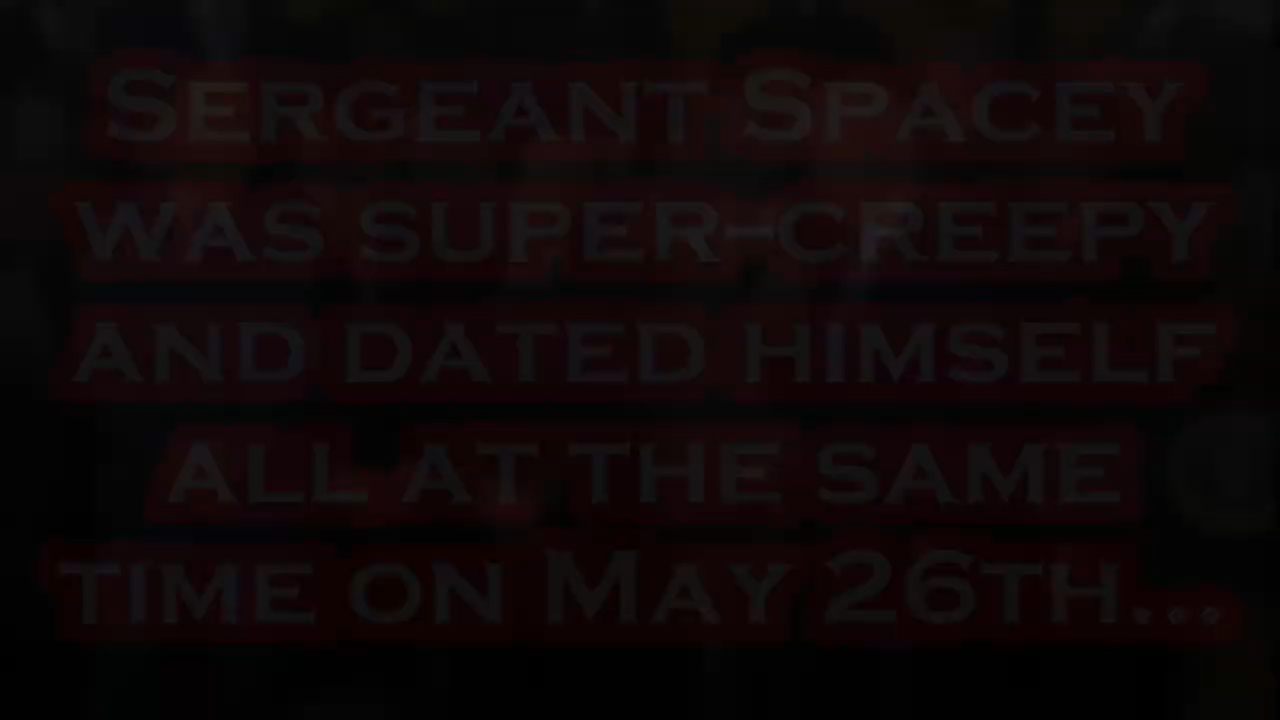 Sergeant Spacey
was super-creepy
and dated himself
all at the same
time on May 26th...